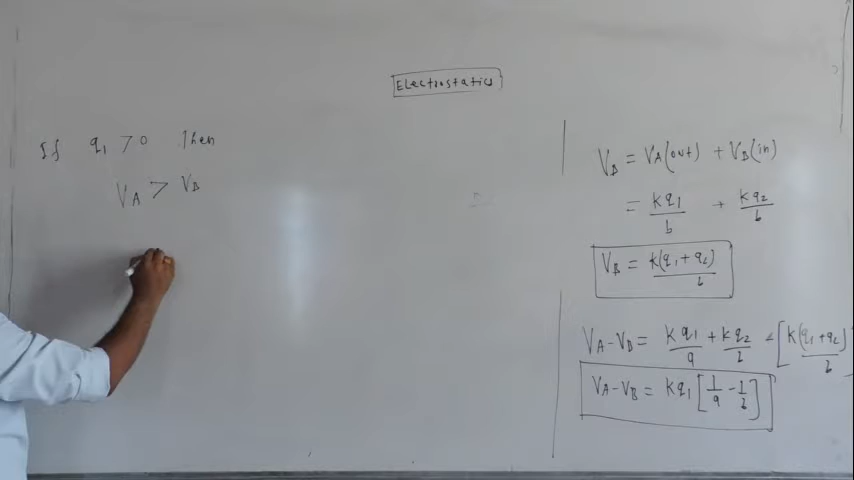 Electrostatics
If q₁ > 0 Then
V_A > V_B
V_B = V_A(out) + V_B(in)
= kq₁/b + kq₂/b
V_B = k(q₁+q₂)/b
V_A-V_B = kq₁/a + kq₂/b - [k(q₁+q₂)/b]
V_A-V_B = kq₁[1/a - 1/b]